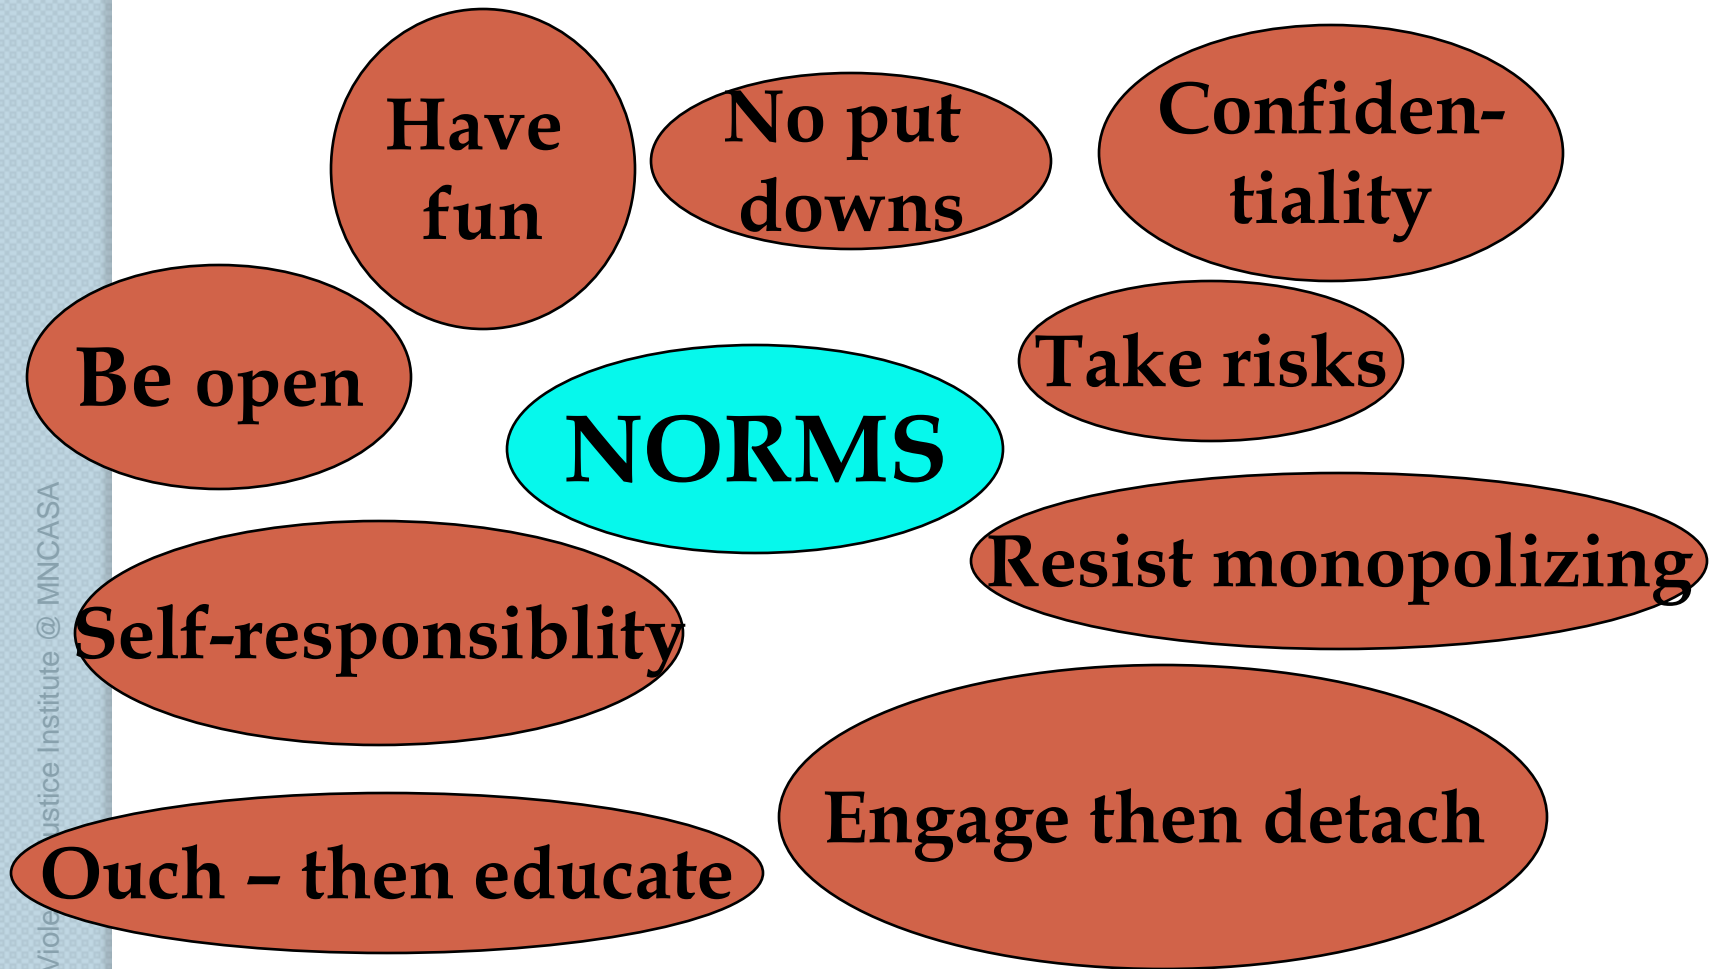 Have
fun
No put
downs
Confiden-
tiality
Be open
Take risks
NORMS
Resist monopolizing
Self-responsiblity
Engage then detach
Ouch – then educate
Institute @ MNCASA